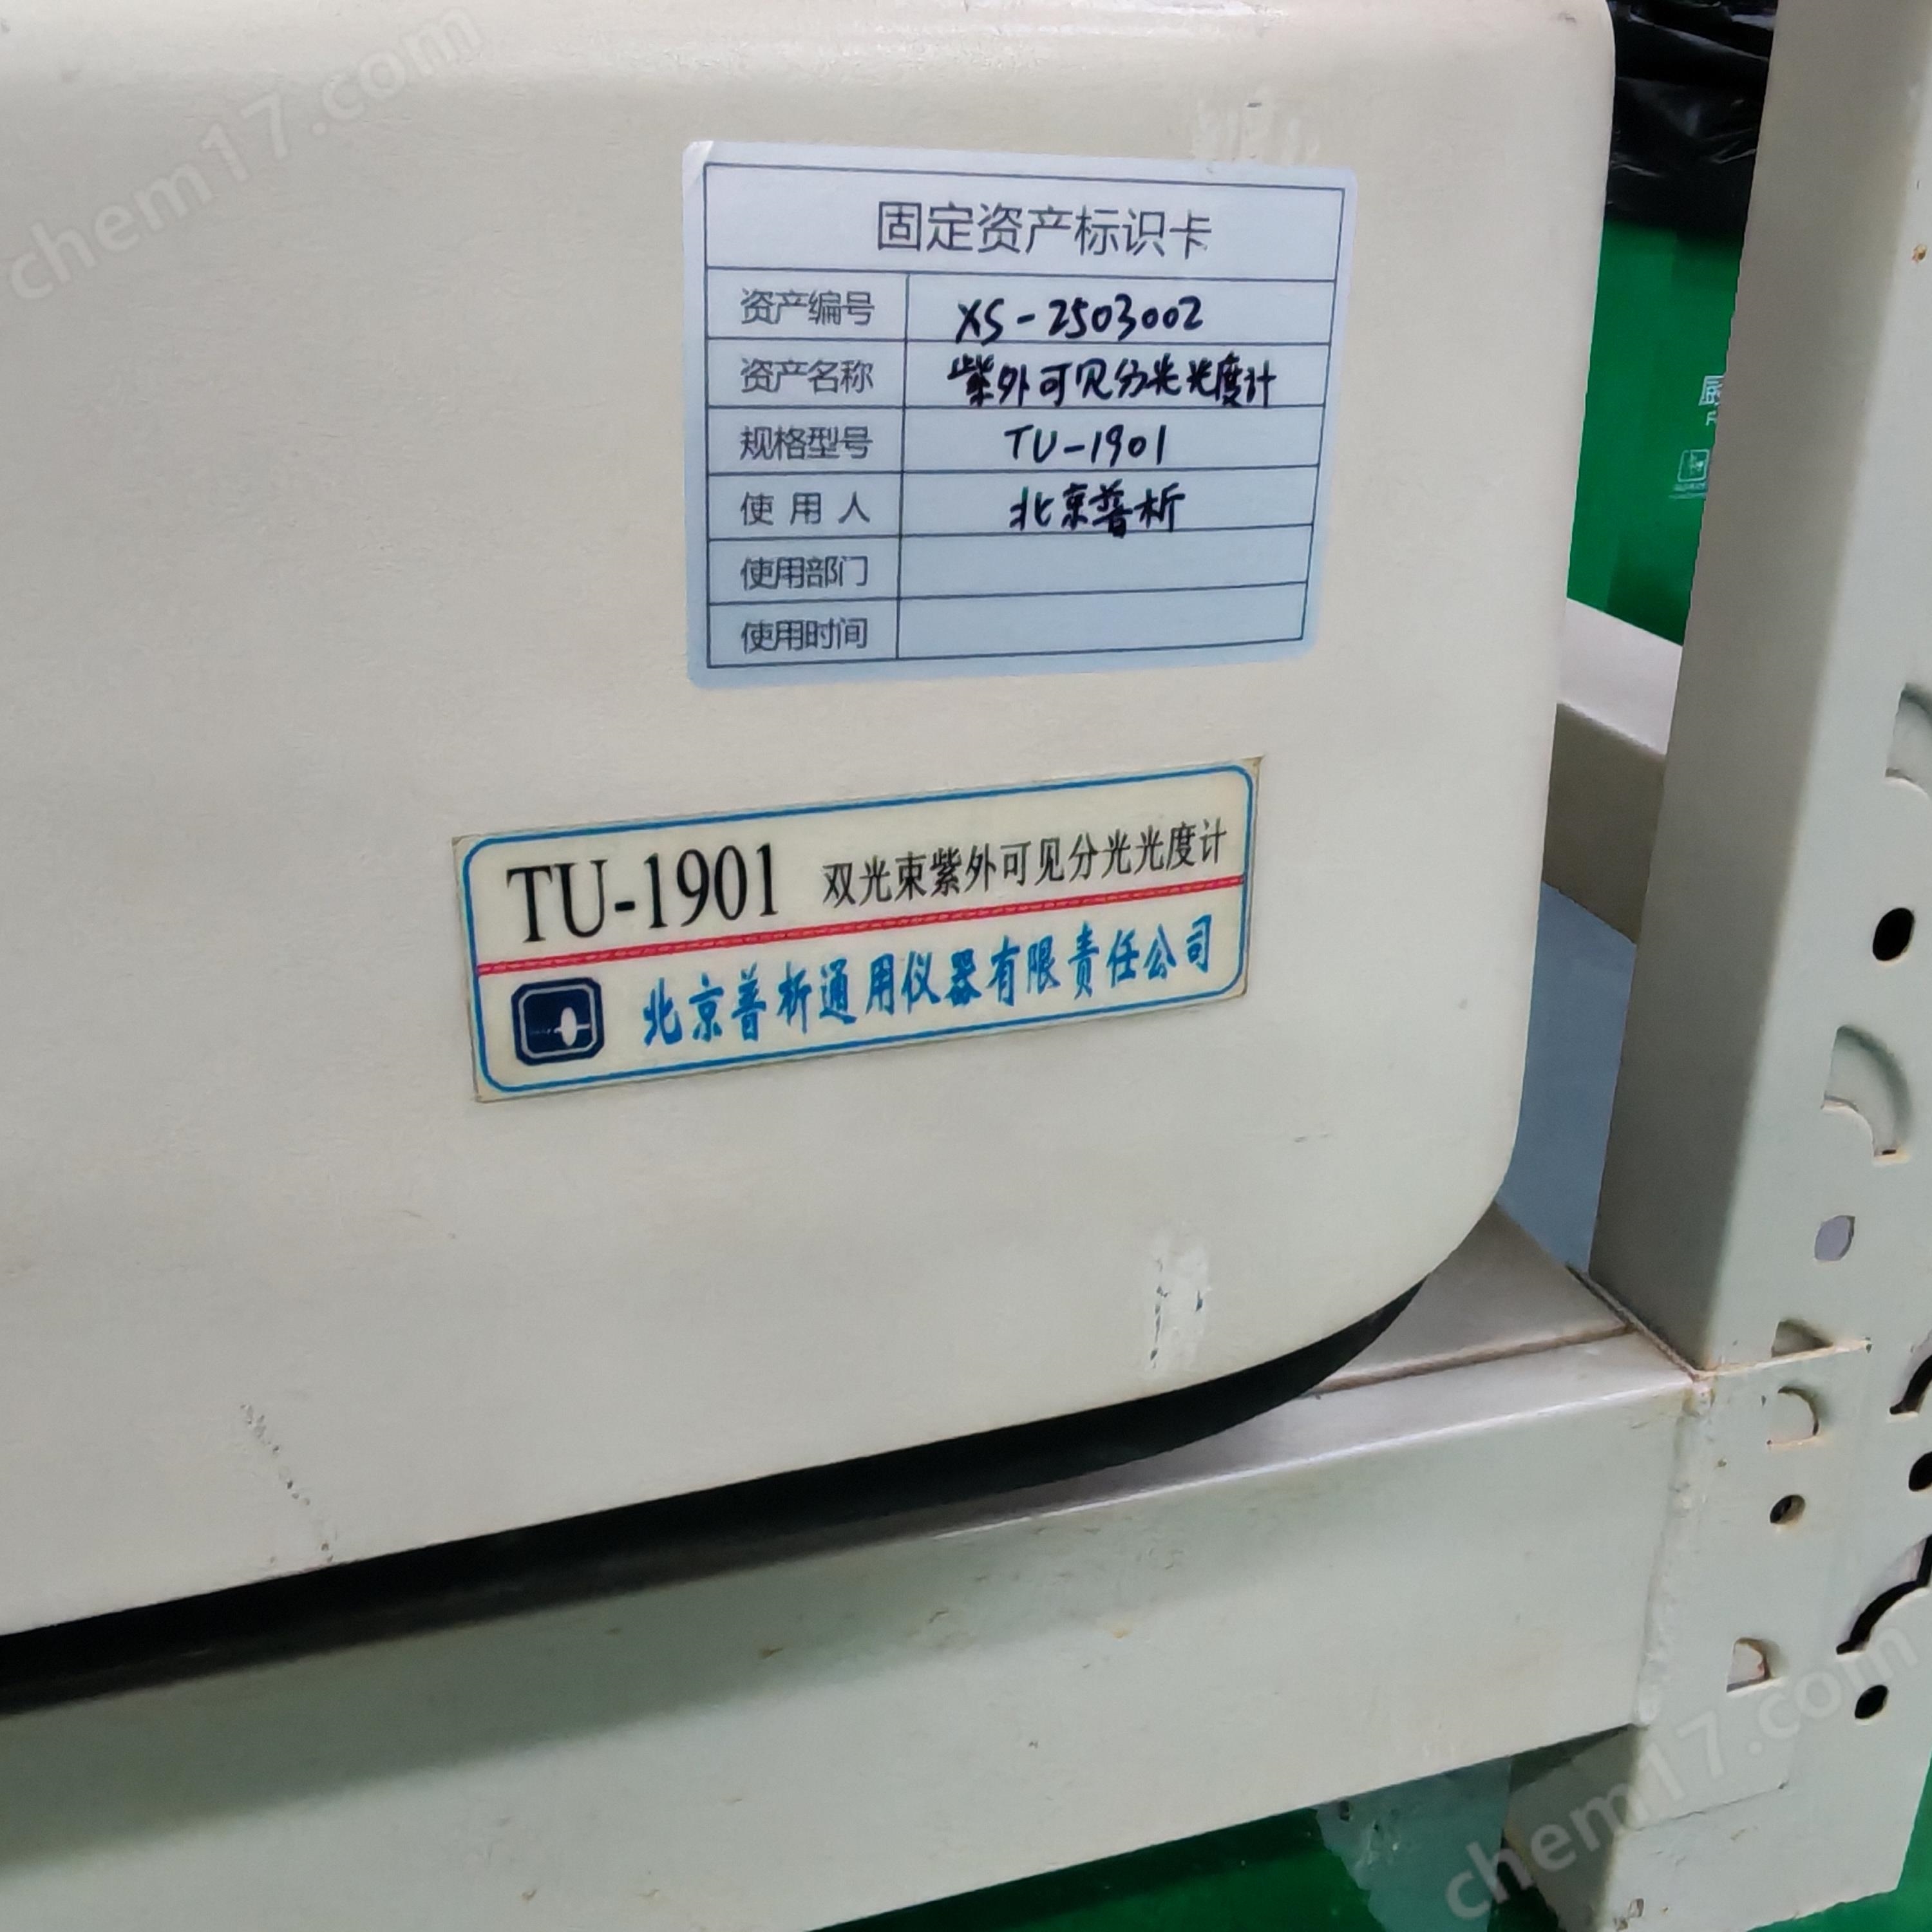 chem17.com
固定资产标识卡
资产编号 XS-2503002
资产名称 紫外可见分光光度计
规格型号 TU-1901
使用人 北京普析
使用部门
使用时间
TU-1901 双光束紫外可见分光光度计
北京普析通用仪器有限责任公司
chem17.com